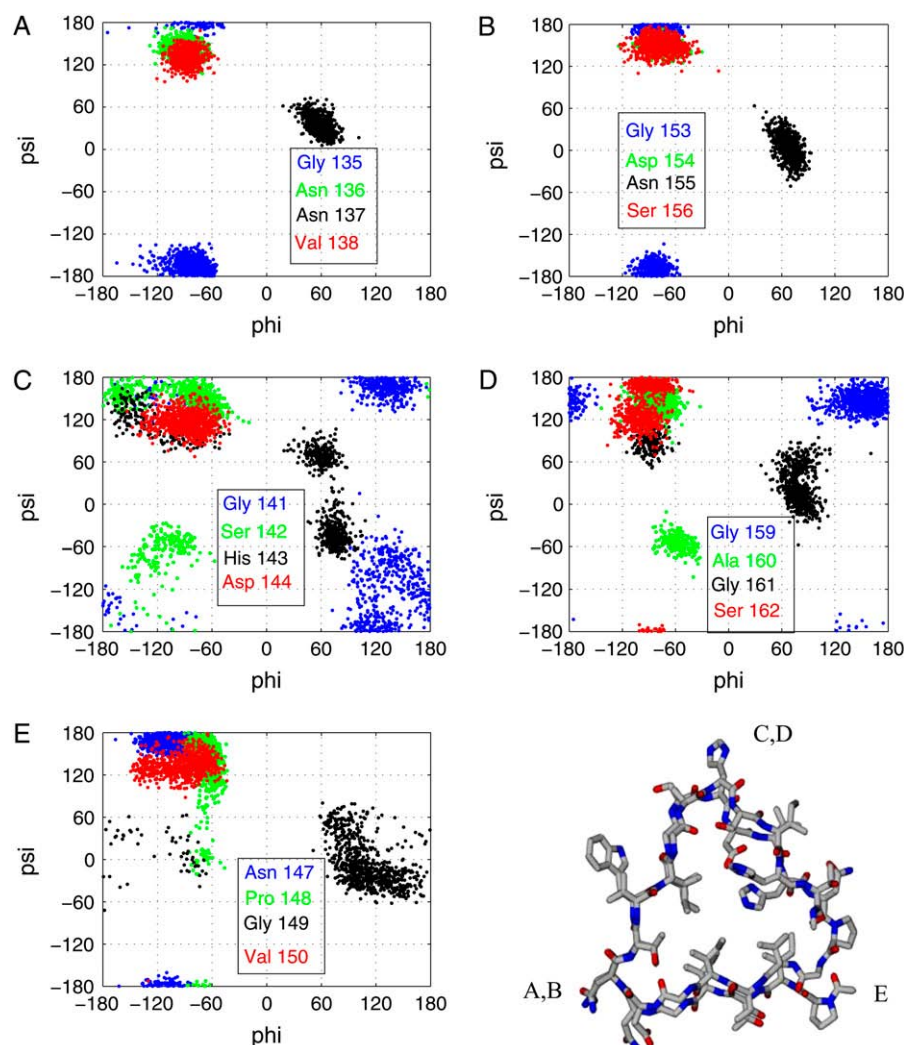 A
180
120
60
0
−60
−120
−180
psi
−180 −120 −60 0 60 120 180
phi
Gly 135
Asn 136
Asn 137
Val 138
B
180
120
60
0
−60
−120
−180
psi
−180 −120 −60 0 60 120 180
phi
Gly 153
Asp 154
Asn 155
Ser 156
C
180
120
60
0
−60
−120
−180
psi
−180 −120 −60 0 60 120 180
phi
Gly 141
Ser 142
His 143
Asp 144
D
180
120
60
0
−60
−120
−180
psi
−180 −120 −60 0 60 120 180
phi
Gly 159
Ala 160
Gly 161
Ser 162
E
180
120
60
0
−60
−120
−180
psi
−180 −120 −60 0 60 120 180
phi
Asn 147
Pro 148
Gly 149
Val 150
C,D
A,B
E